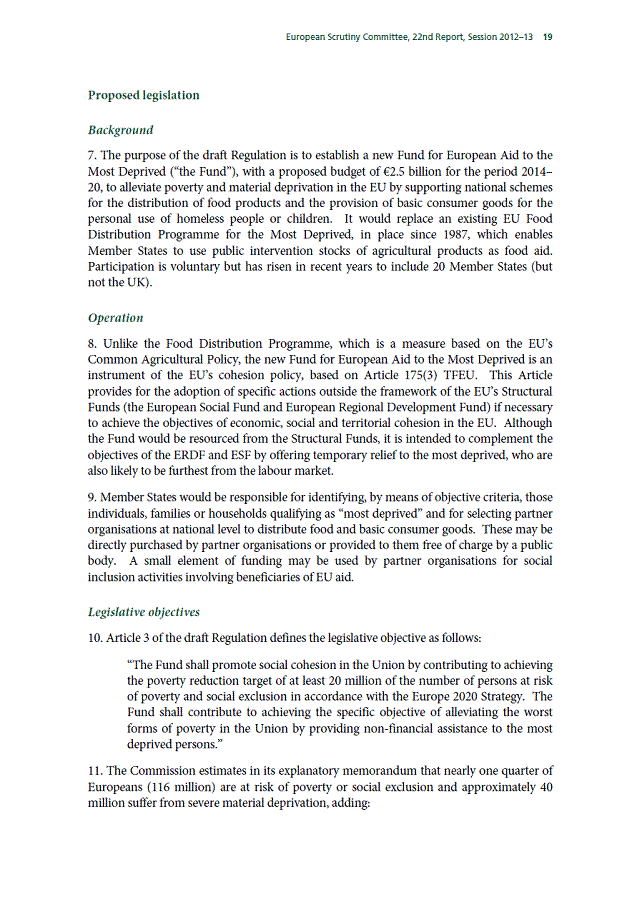 European Scrutiny Committee, 22nd Report, Session 2012–13 19
Proposed legislation
Background
7. The purpose of the draft Regulation is to establish a new Fund for European Aid to the
Most Deprived (“the Fund”), with a proposed budget of €2.5 billion for the period 2014–
20, to alleviate poverty and material deprivation in the EU by supporting national schemes
for the distribution of food products and the provision of basic consumer goods for the
personal use of homeless people or children. It would replace an existing EU Food
Distribution Programme for the Most Deprived, in place since 1987, which enables
Member States to use public intervention stocks of agricultural products as food aid.
Participation is voluntary but has risen in recent years to include 20 Member States (but
not the UK).
Operation
8. Unlike the Food Distribution Programme, which is a measure based on the EU’s
Common Agricultural Policy, the new Fund for European Aid to the Most Deprived is an
instrument of the EU’s cohesion policy, based on Article 175(3) TFEU. This Article
provides for the adoption of specific actions outside the framework of the EU’s Structural
Funds (the European Social Fund and European Regional Development Fund) if necessary
to achieve the objectives of economic, social and territorial cohesion in the EU. Although
the Fund would be resourced from the Structural Funds, it is intended to complement the
objectives of the ERDF and ESF by offering temporary relief to the most deprived, who are
also likely to be furthest from the labour market.
9. Member States would be responsible for identifying, by means of objective criteria, those
individuals, families or households qualifying as “most deprived” and for selecting partner
organisations at national level to distribute food and basic consumer goods. These may be
directly purchased by partner organisations or provided to them free of charge by a public
body. A small element of funding may be used by partner organisations for social
inclusion activities involving beneficiaries of EU aid.
Legislative objectives
10. Article 3 of the draft Regulation defines the legislative objective as follows:
“The Fund shall promote social cohesion in the Union by contributing to achieving
the poverty reduction target of at least 20 million of the number of persons at risk
of poverty and social exclusion in accordance with the Europe 2020 Strategy. The
Fund shall contribute to achieving the specific objective of alleviating the worst
forms of poverty in the Union by providing non-financial assistance to the most
deprived persons.”
11. The Commission estimates in its explanatory memorandum that nearly one quarter of
Europeans (116 million) are at risk of poverty or social exclusion and approximately 40
million suffer from severe material deprivation, adding: